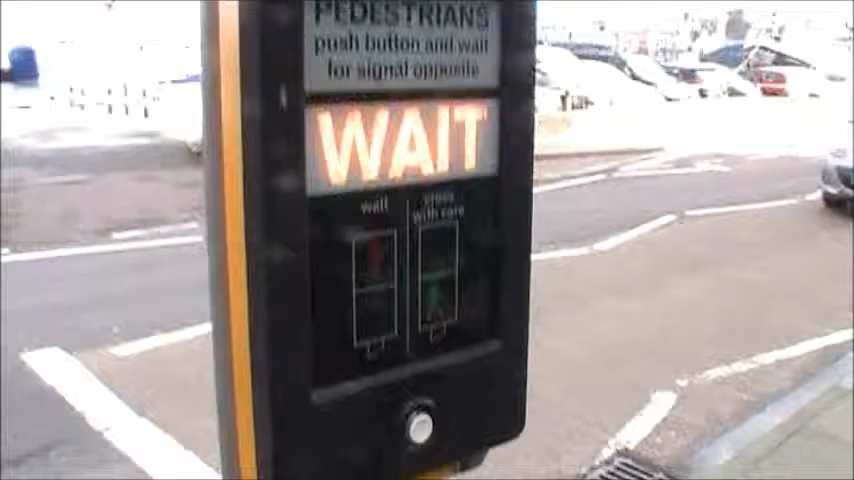 PEDESTRIANS
push button and wait
for signal opposite
WAIT
wait
cross
with care